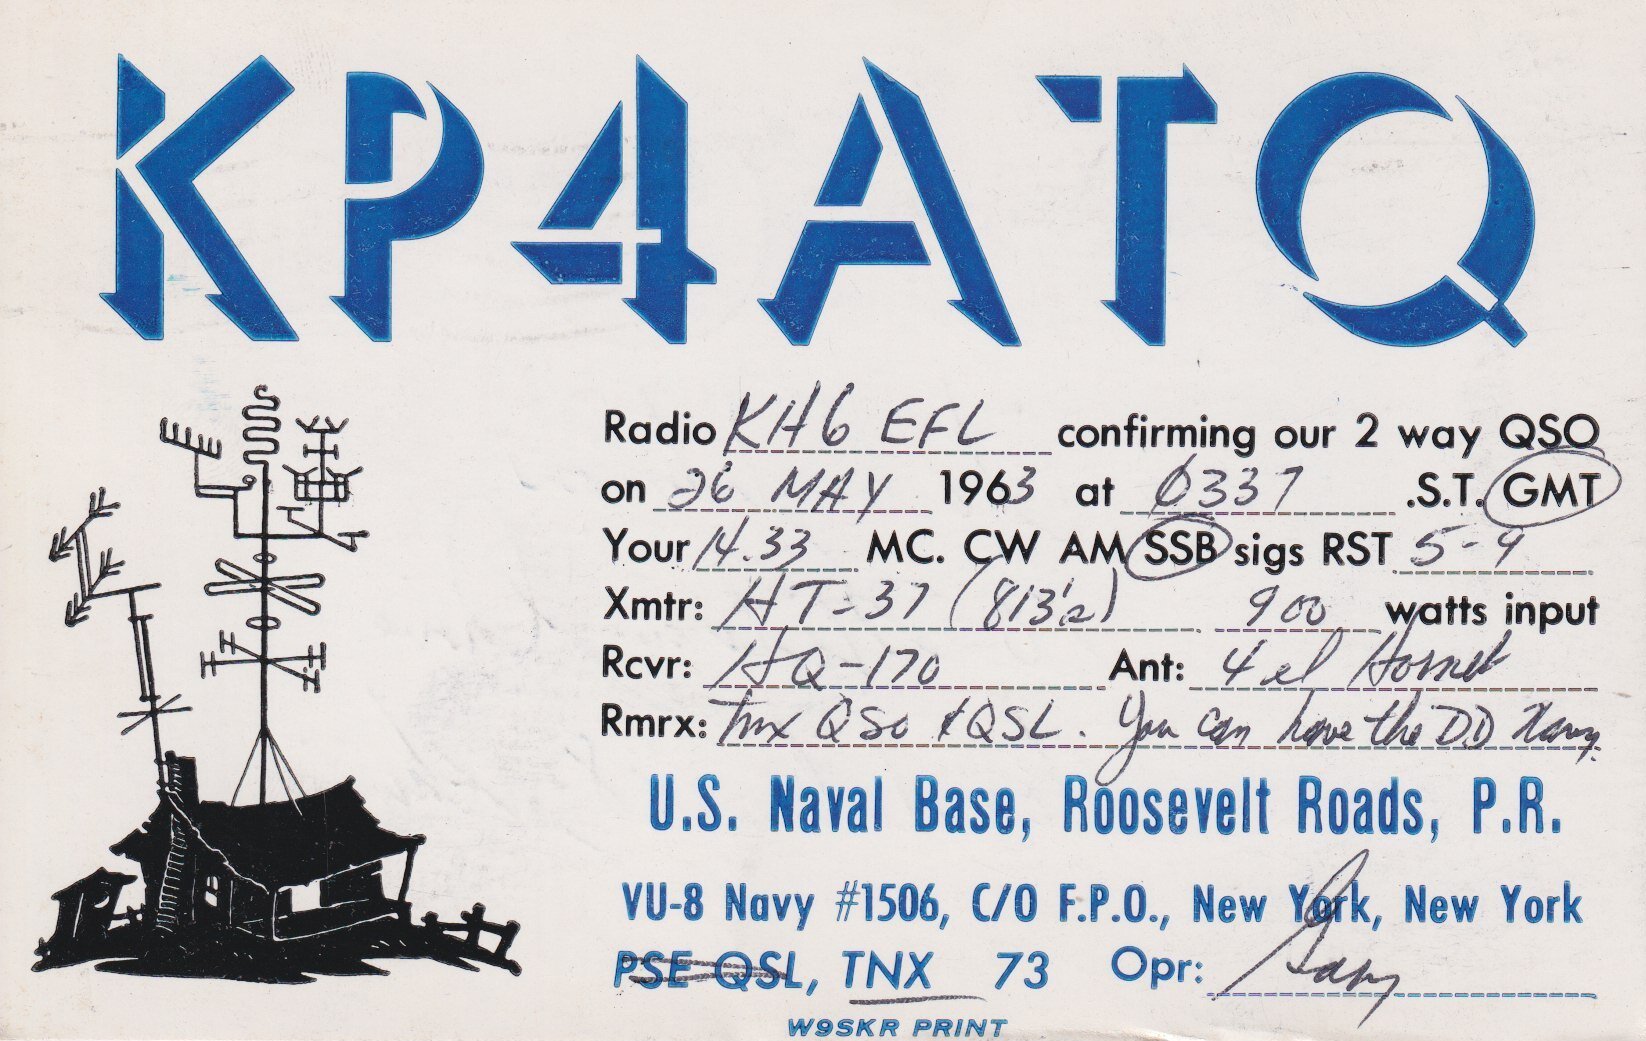 KP4ATQ
Radio KH6 EFL confirming our 2 way QSO
on 26 MAY 1963 at 0337 .S.T. GMT
Your 14.33 MC. CW AM SSB sigs RST 5-9
Xmtr: HT-37 (813's) 900 watts input
Rcvr: HQ-170 Ant: 4 el Hornet
Rmrx: Tnx QSO & QSL. You can have the DD Navy.
U.S. Naval Base, Roosevelt Roads, P.R.
VU-8 Navy #1506, C/O F.P.O., New York, New York
PSE QSL, TNX 73 Opr: Gary
W9SKR PRINT